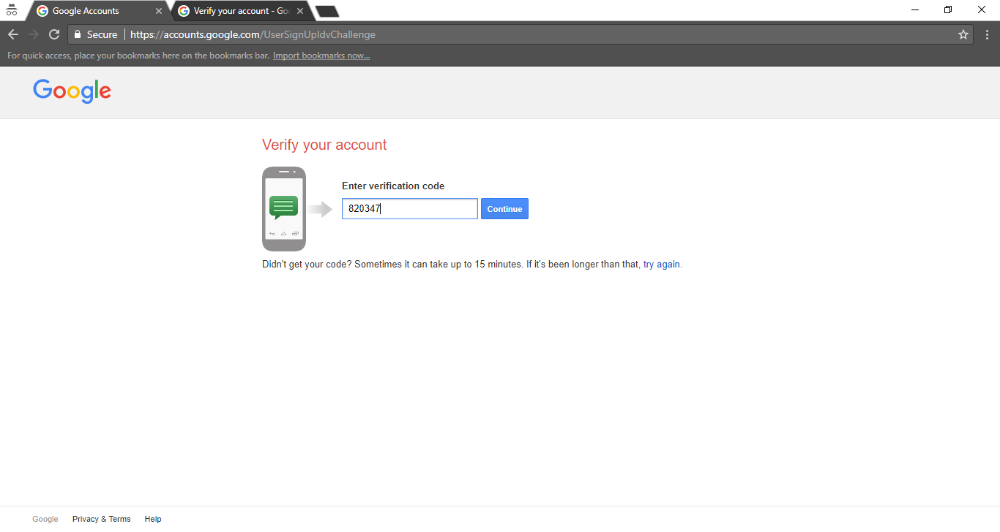 Google Accounts
Verify your account - Goo
Secure https://accounts.google.com/UserSignUpIdvChallenge
For quick access, place your bookmarks here on the bookmarks bar. Import bookmarks now...
Google
Verify your account
Enter verification code
820347 Continue
Didn't get your code? Sometimes it can take up to 15 minutes. If it's been longer than that, try again.
Google Privacy & Terms Help